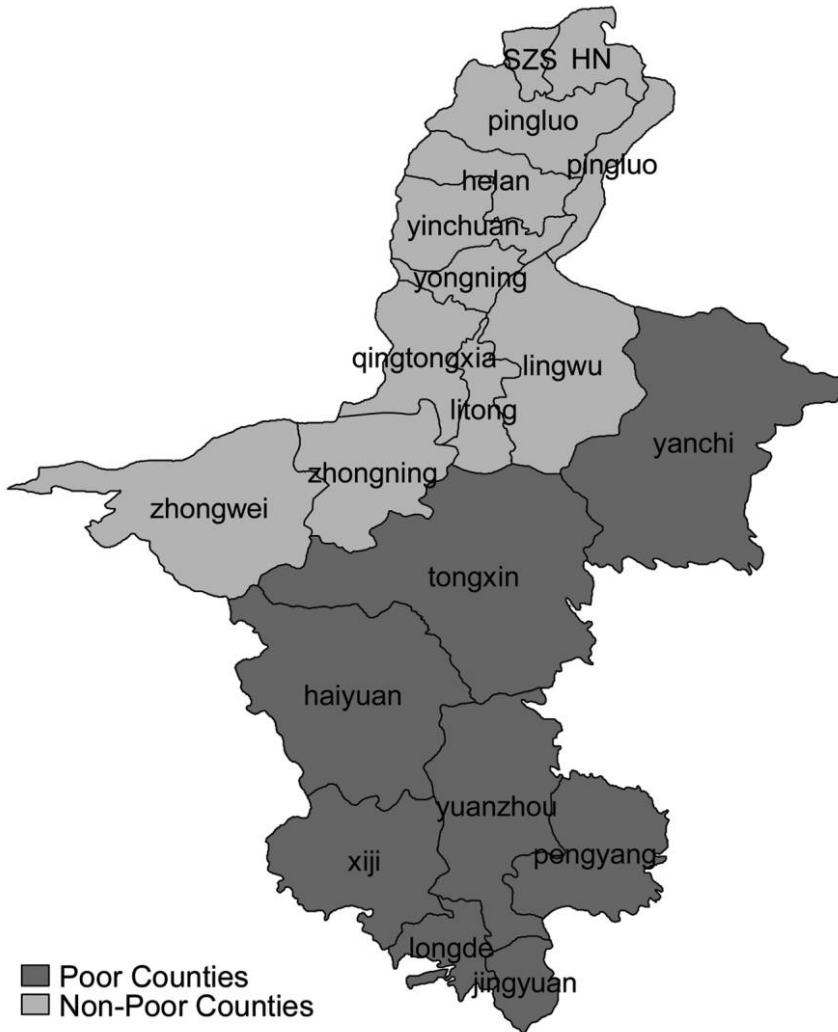 SZS HN
pingluo
pingluo
helan
yinchuan
yongning
qingtongxia
lingwu
litong
yanchi
zhongning
zhongwei
tongxin
haiyuan
yuanzhou
pengyang
xiji
longde
jingyuan
Poor Counties
Non-Poor Counties